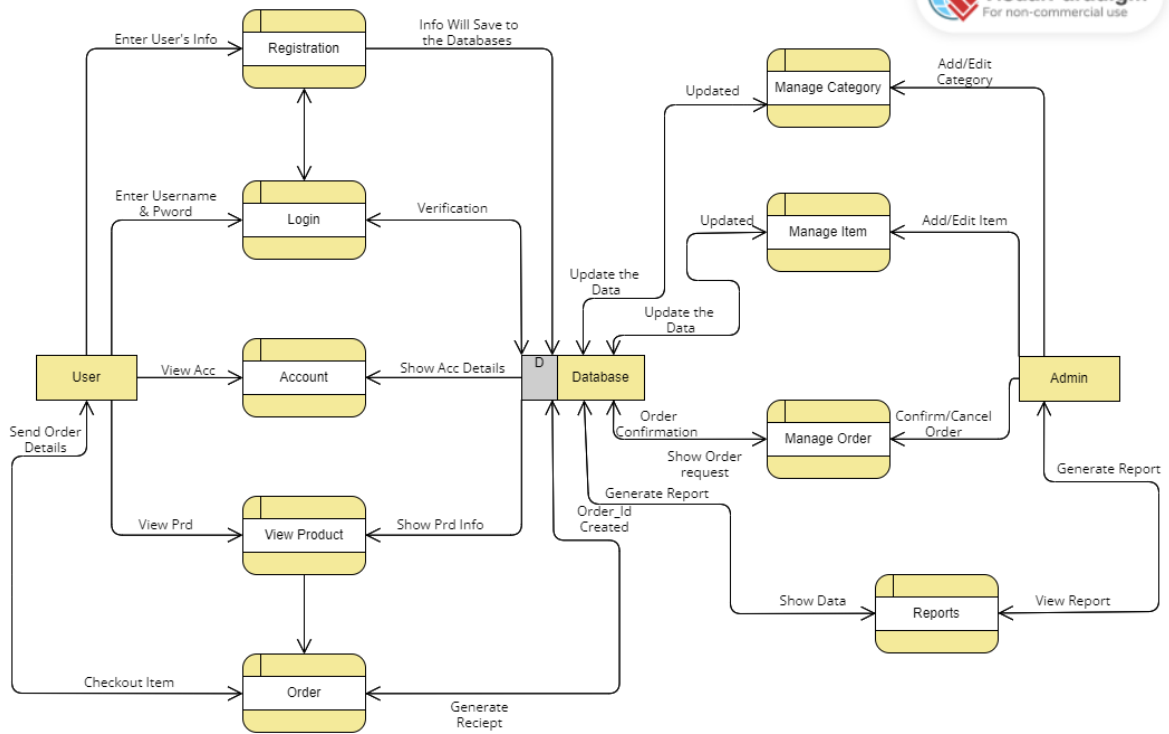 For non-commercial use
Enter User's Info
Registration
Info Will Save to
the Databases
Add/Edit
Category
Updated
Manage Category
Enter Username
& Pword
Login
Verification
Updated
Manage Item
Add/Edit Item
Update the
Data
Update the
Data
User
View Acc
Account
Show Acc Details
D
Database
Admin
Send Order
Details
Order
Confirmation
Manage Order
Confirm/Cancel
Order
Show Order
request
Generate Report
Generate Report
Order_Id
Created
View Prd
View Product
Show Prd Info
Show Data
Reports
View Report
Checkout Item
Order
Generate
Reciept